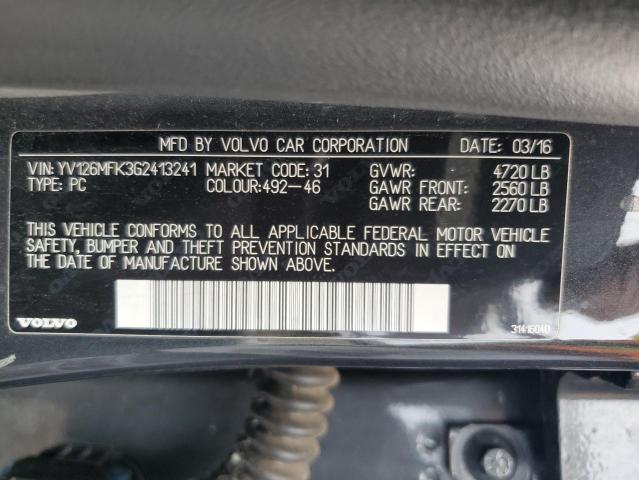 MFD BY VOLVO CAR CORPORATION DATE: 03/16
VIN: YV126MFK3G2413241 MARKET CODE: 31 GVWR: 4720 LB
TYPE: PC COLOUR:492-46 GAWR FRONT: 2560 LB
GAWR REAR: 2270 LB
THIS VEHICLE CONFORMS TO ALL APPLICABLE FEDERAL MOTOR VEHICLE
SAFETY, BUMPER AND THEFT PREVENTION STANDARDS IN EFFECT ON
THE DATE OF MANUFACTURE SHOWN ABOVE.
VOLVO 31416040